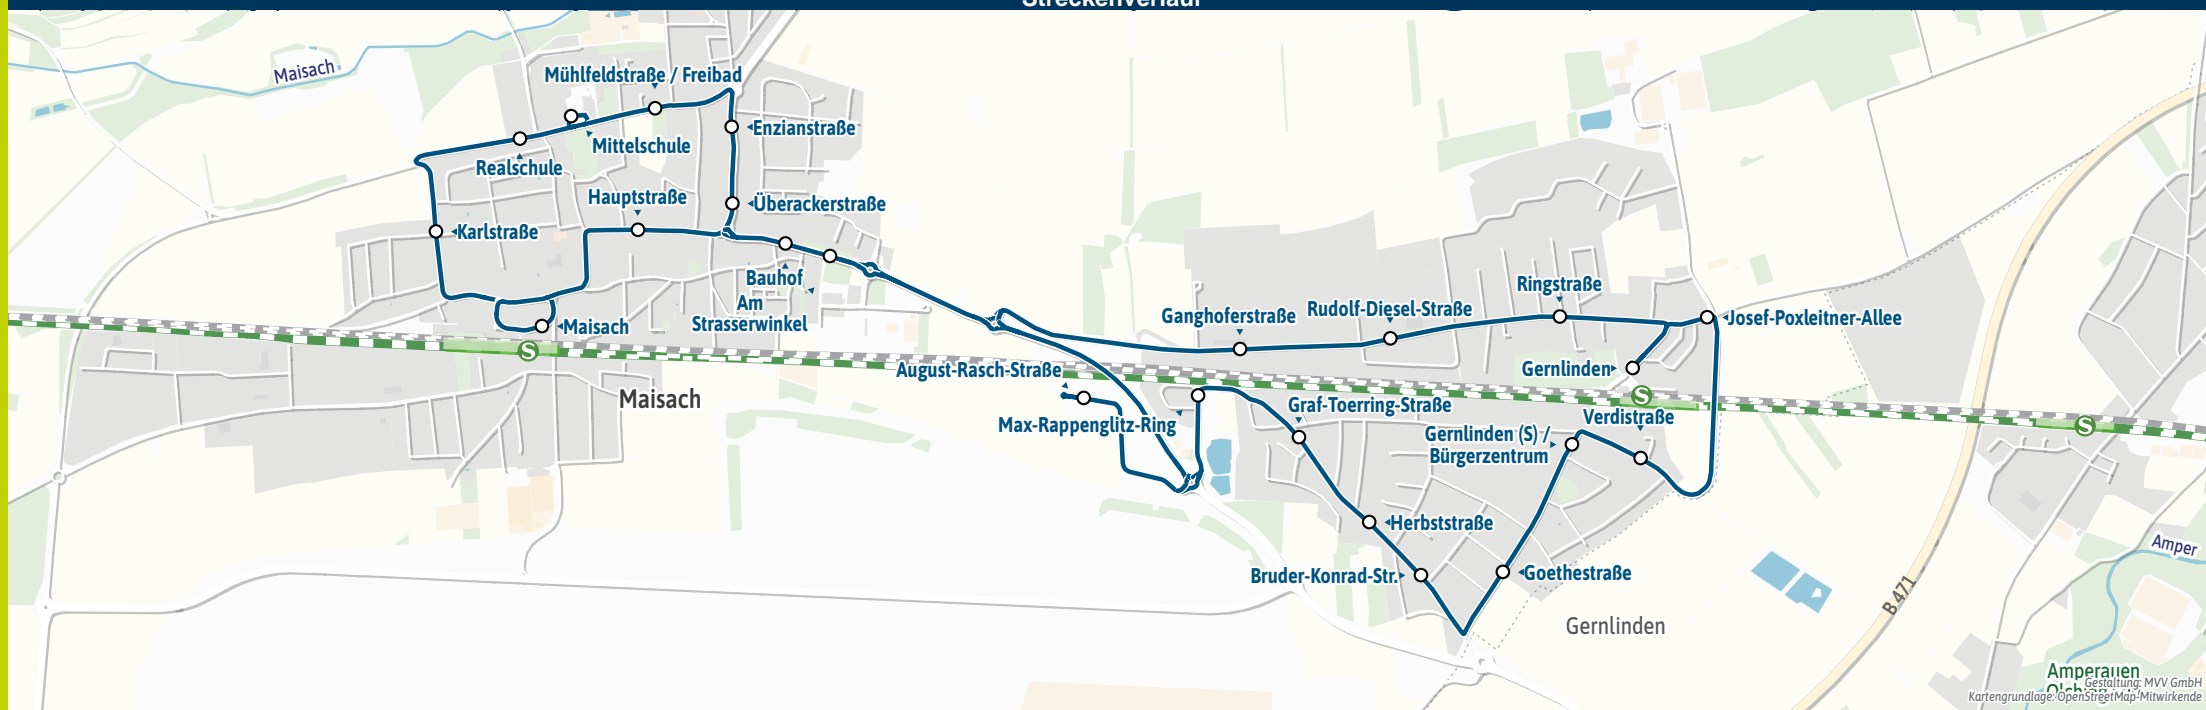 Streckenverlauf
Maisach
Mühlfeldstraße / Freibad
Enzianstraße
Mittelschule
Realschule
Hauptstraße
Überackerstraße
Karlstraße
Bauhof
Am
Strasserwinkel
Maisach
S
Maisach
August-Rasch-Straße
Max-Rappenglitz-Ring
Ganghoferstraße
Rudolf-Diesel-Straße
Ringstraße
Josef-Poxleitner-Allee
Gernlinden
S
Verdistraße
Graf-Toerring-Straße
Gernlinden (S) /
Bürgerzentrum
S
Herbststraße
Bruder-Konrad-Str.
Goethestraße
Gernlinden
B 471
Amper
Amperauen
Gestaltung: MVV GmbH
Kartengrundlage: OpenStreetMap-Mitwirkende